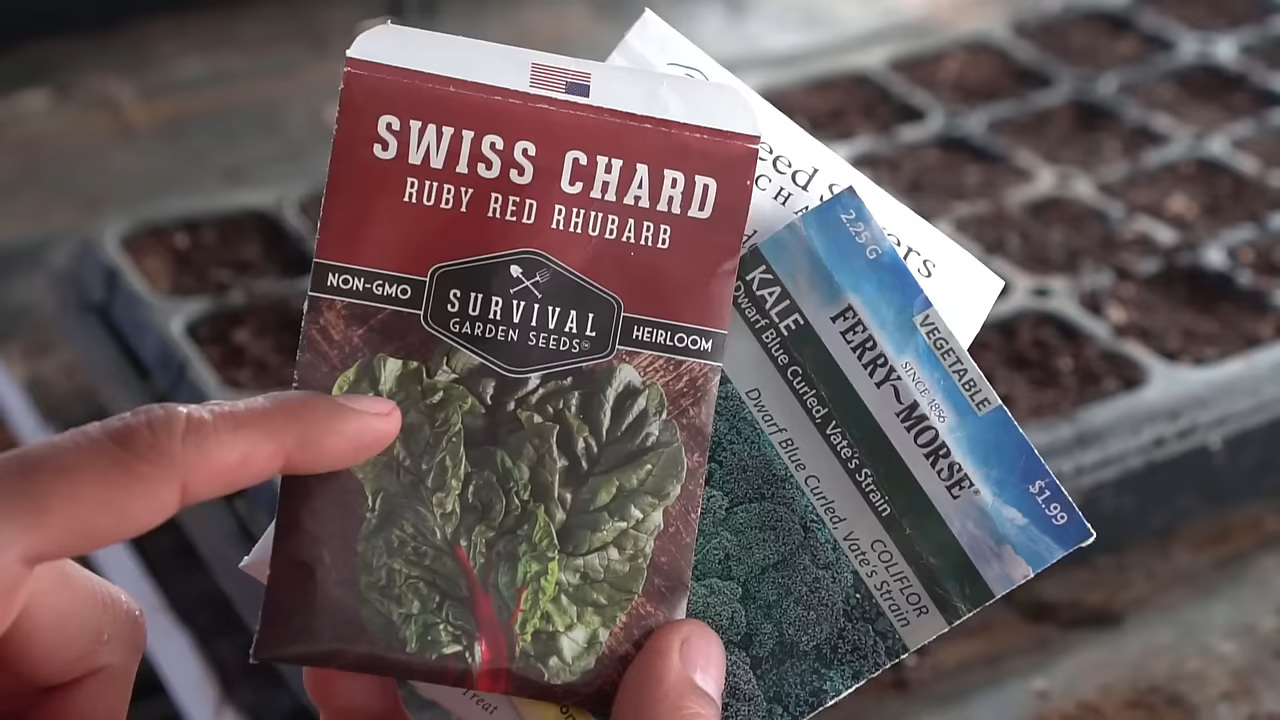 SWISS CHARD
RUBY RED RHUBARB
NON-GMO
SURVIVAL
GARDEN SEEDS™
HEIRLOOM
2.25 G
VEGETABLE
FERRY~MORSE®
SINCE 1856
$1.99
KALE
Dwarf Blue Curled, Vate's Strain
COLIFLOR
Dwarf Blue Curled, Vate's Strain
Treat